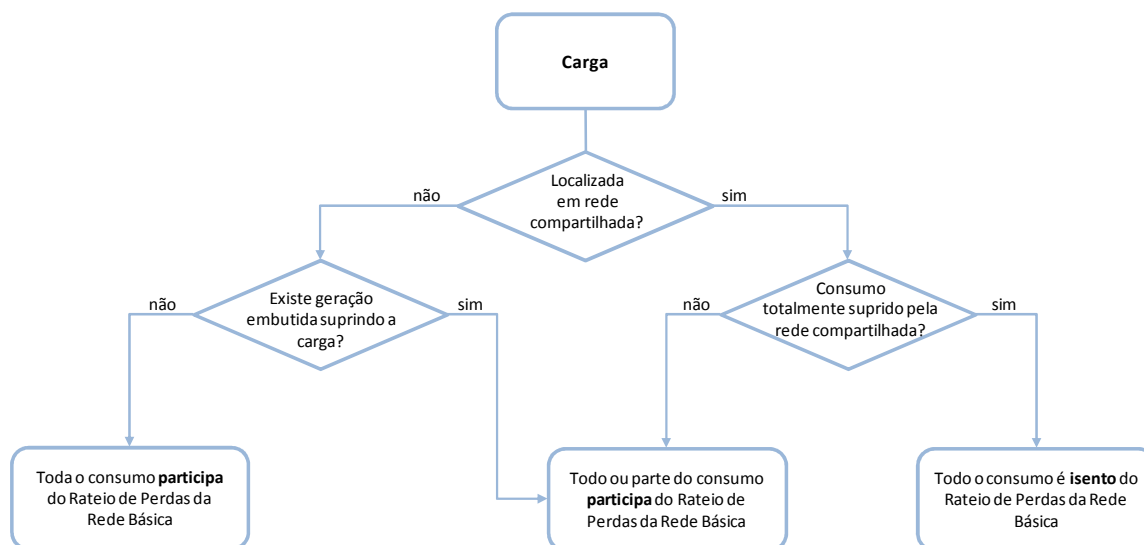 Carga
Localizada
em rede
compartilhada?
não
sim
Existe geração
embutida suprindo a
carga?
não
sim
Consumo
totalmente suprido pela
rede compartilhada?
não
sim
Toda o consumo participa
do Rateio de Perdas da
Rede Básica
Todo ou parte do consumo
participa do Rateio de
Perdas da Rede Básica
Todo o consumo é isento do
Rateio de Perdas da Rede
Básica